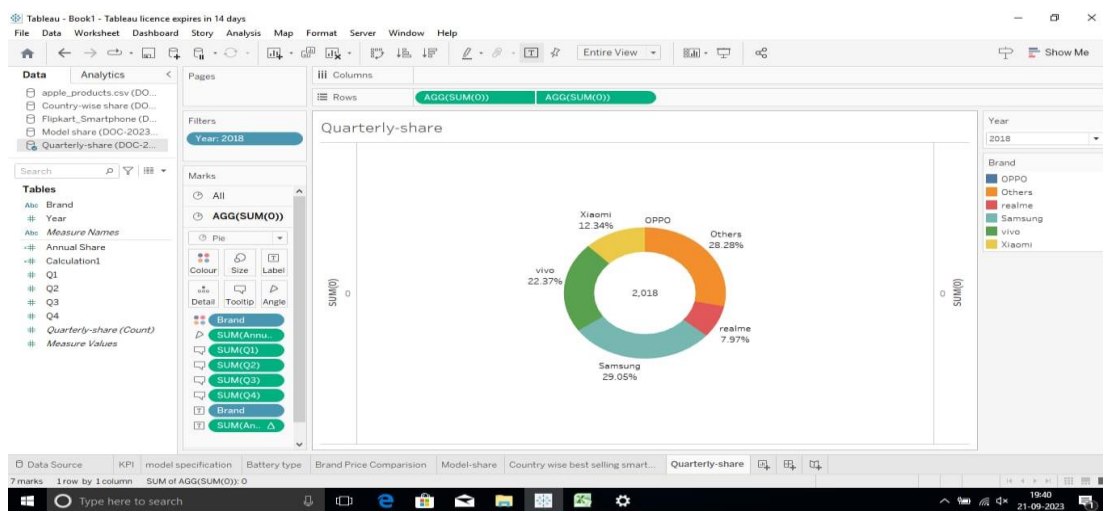 Tableau - Book1 - Tableau licence expires in 14 days
File Data Worksheet Dashboard Story Analysis Map Format Server Window Help
Entire View
Show Me
Data Analytics
apple_products.csv (DO...
Country-wise share (DO...
Flipkart_Smartphone (D...
Model share (DOC-2023...
Quarterly-share (DOC-2...
Search
Tables
Abc Brand
# Year
Abc Measure Names
=# Annual Share
=# Calculation1
# Q1
# Q2
# Q3
# Q4
# Quarterly-share (Count)
# Measure Values
Pages
Filters
Year: 2018
Marks
All
AGG(SUM(0))
Pie
Colour Size Label
Detail Tooltip Angle
Brand
SUM(Annu..
SUM(Q1)
SUM(Q2)
SUM(Q3)
SUM(Q4)
Brand
SUM(An.. Δ
Columns
Rows AGG(SUM(0)) AGG(SUM(0))
Quarterly-share
SUM(0)
0
Xiaomi
12.34%
OPPO
Others
28.28%
vivo
22.37%
2,018
realme
7.97%
Samsung
29.05%
0
SUM(0)
Year
2018
Brand
OPPO
Others
realme
Samsung
vivo
Xiaomi
Data Source KPI model specification Battery type Brand Price Comparision Model-share Country wise best selling smart... Quarterly-share
7 marks 1 row by 1 column SUM of AGG(SUM(0)): 0
Type here to search
19:40
21-09-2023